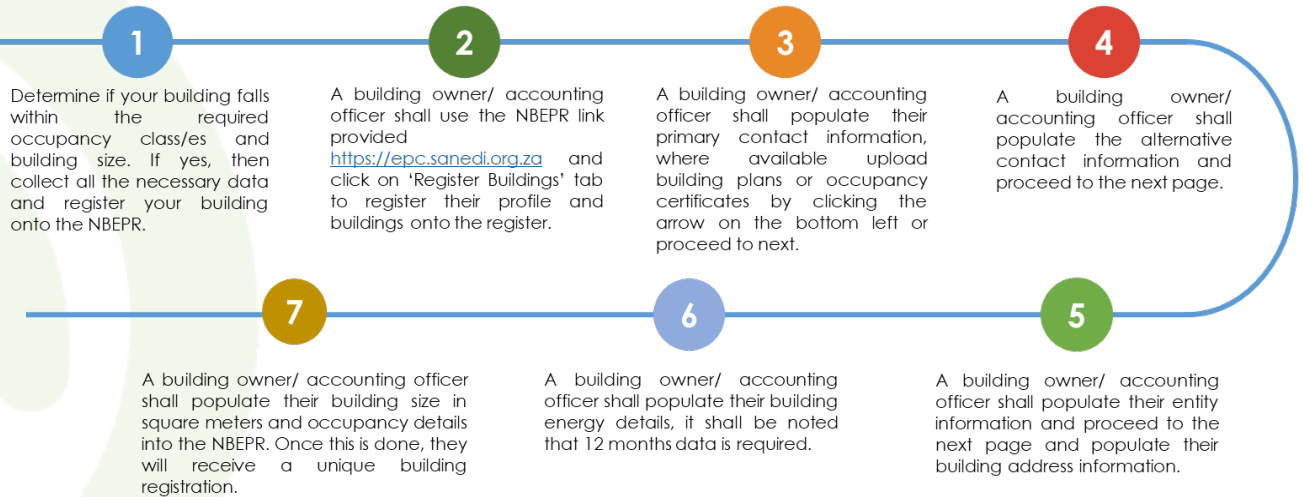 1
Determine if your building falls
within the required
occupancy class/es and
building size. If yes, then
collect all the necessary data
and register your building
onto the NBEPR.
2
A building owner/ accounting
officer shall use the NBEPR link
provided
https://epc.sanedi.org.za and
click on ‘Register Buildings’ tab
to register their profile and
buildings onto the register.
3
A building owner/ accounting
officer shall populate their
primary contact information,
where available upload
building plans or occupancy
certificates by clicking the
arrow on the bottom left or
proceed to next.
4
A building owner/
accounting officer shall
populate the alternative
contact information and
proceed to the next page.
5
A building owner/ accounting
officer shall populate their entity
information and proceed to the
next page and populate their
building address information.
6
A building owner/ accounting
officer shall populate their building
energy details, it shall be noted
that 12 months data is required.
7
A building owner/ accounting officer
shall populate their building size in
square meters and occupancy details
into the NBEPR. Once this is done, they
will receive a unique building
registration.